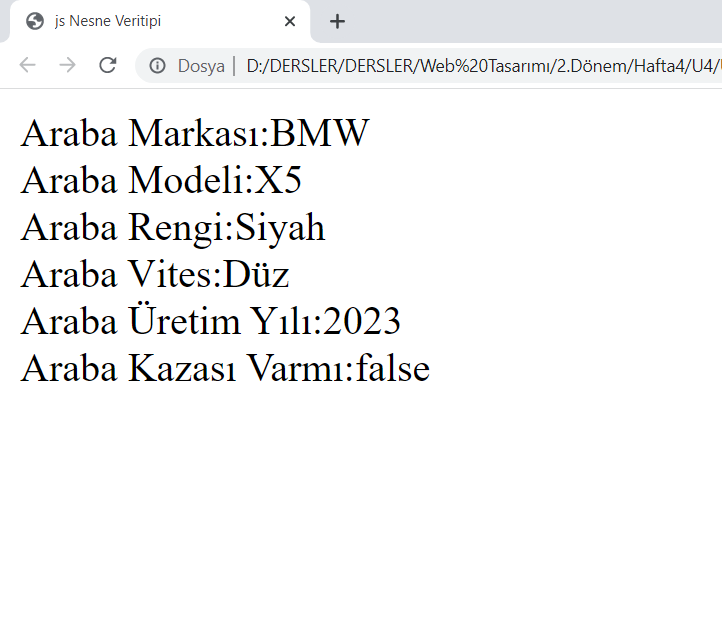 js Nesne Veritipi
Dosya | D:/DERSLER/DERSLER/Web%20Tasarımı/2.Dönem/Hafta4/U4/
Araba Markası:BMW
Araba Modeli:X5
Araba Rengi:Siyah
Araba Vites:Düz
Araba Üretim Yılı:2023
Araba Kazası Varmı:false